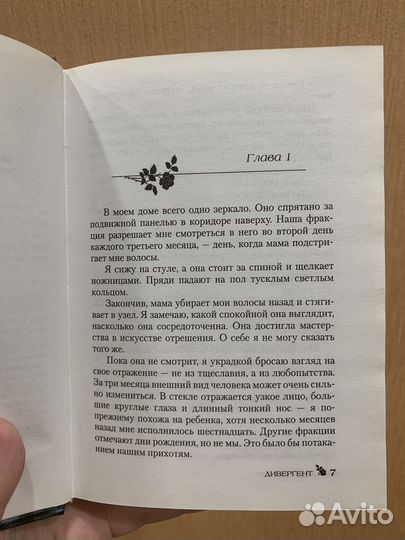 Глава 1
В моем доме всего одно зеркало. Оно спрятано за
подвижной панелью в коридоре наверху. Наша фрак-
ция разрешает мне смотреться в него во второй день
каждого третьего месяца, — день, когда мама подстри-
гает мне волосы.
Я сижу на стуле, а она стоит за спиной и щелкает
ножницами. Пряди падают на пол тусклым светлым
кольцом.
Закончив, мама убирает мои волосы назад и стяги-
вает в узел. Я замечаю, какой спокойной она выглядит,
насколько она сосредоточенна. Она достигла мастер-
ства в искусстве отрешения. О себе я не могу сказать
того же.
Пока она не смотрит, я украдкой бросаю взгляд на
свое отражение — не из тщеславия, а из любопытства.
За три месяца внешний вид человека может очень силь-
но измениться. В стекле отражается узкое лицо, боль-
шие круглые глаза и длинный тонкий нос — я по-
прежнему похожа на ребенка, хотя несколько месяцев
назад мне исполнилось шестнадцать. Другие фракции
отмечают дни рождения, но не мы. Это было бы потака-
нием нашим прихотям.
ДИВЕРГЕНТ 7
Avito